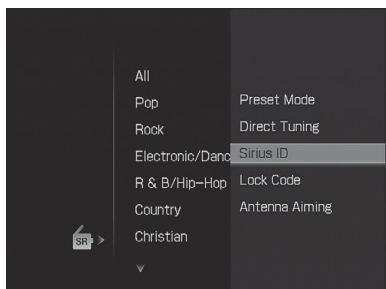 All
Pop
Rock
Electronic/Danc
R & B/Hip-Hop
Country
Christian
Preset Mode
Direct Tuning
Sirius ID
Lock Code
Antenna Aiming
SR